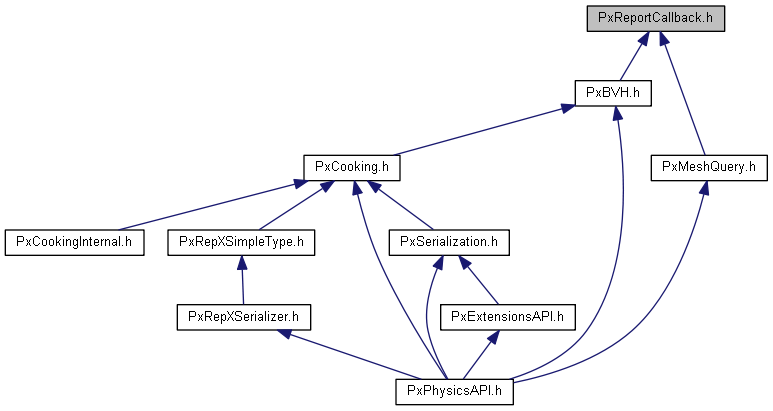 PxReportCallback.h
PxBVH.h
PxCooking.h
PxMeshQuery.h
PxCookingInternal.h
PxRepXSimpleType.h
PxSerialization.h
PxRepXSerializer.h
PxExtensionsAPI.h
PxPhysicsAPI.h